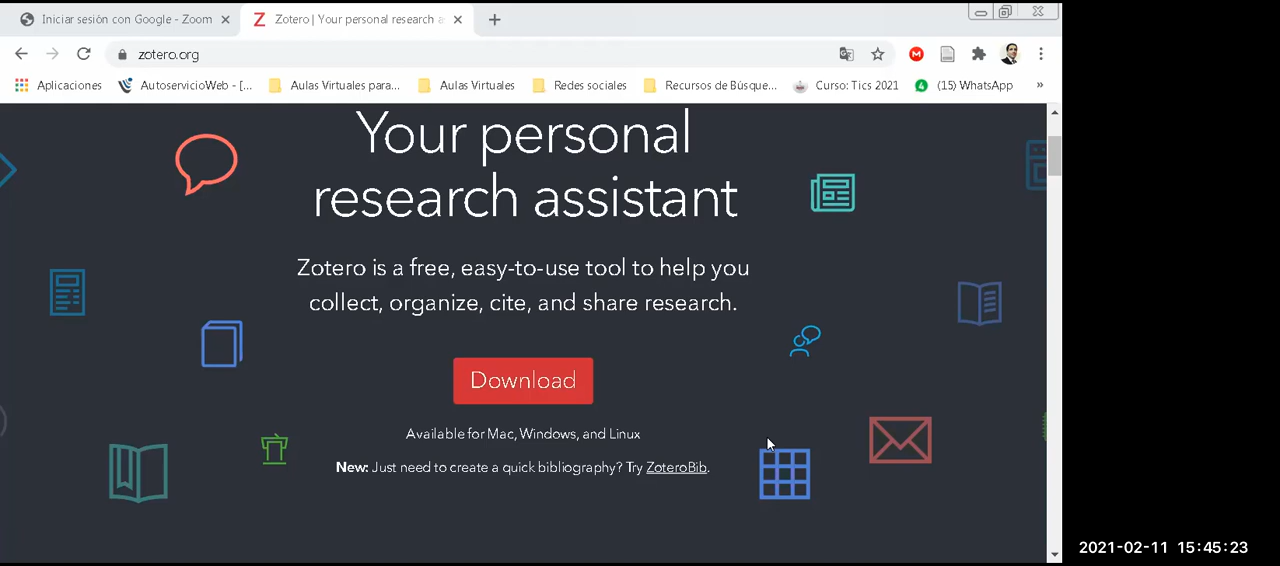 Iniciar sesión con Google - Zoom
Zotero | Your personal research a
zotero.org
Aplicaciones
AutoservicioWeb - [...
Aulas Virtuales para...
Aulas Virtuales
Redes sociales
Recursos de Búsque...
Curso: Tics 2021
(15) WhatsApp
»
Your personal
research assistant
Zotero is a free, easy-to-use tool to help you
collect, organize, cite, and share research.
Download
Available for Mac, Windows, and Linux
New: Just need to create a quick bibliography? Try ZoteroBib.
2021-02-11 15:45:23